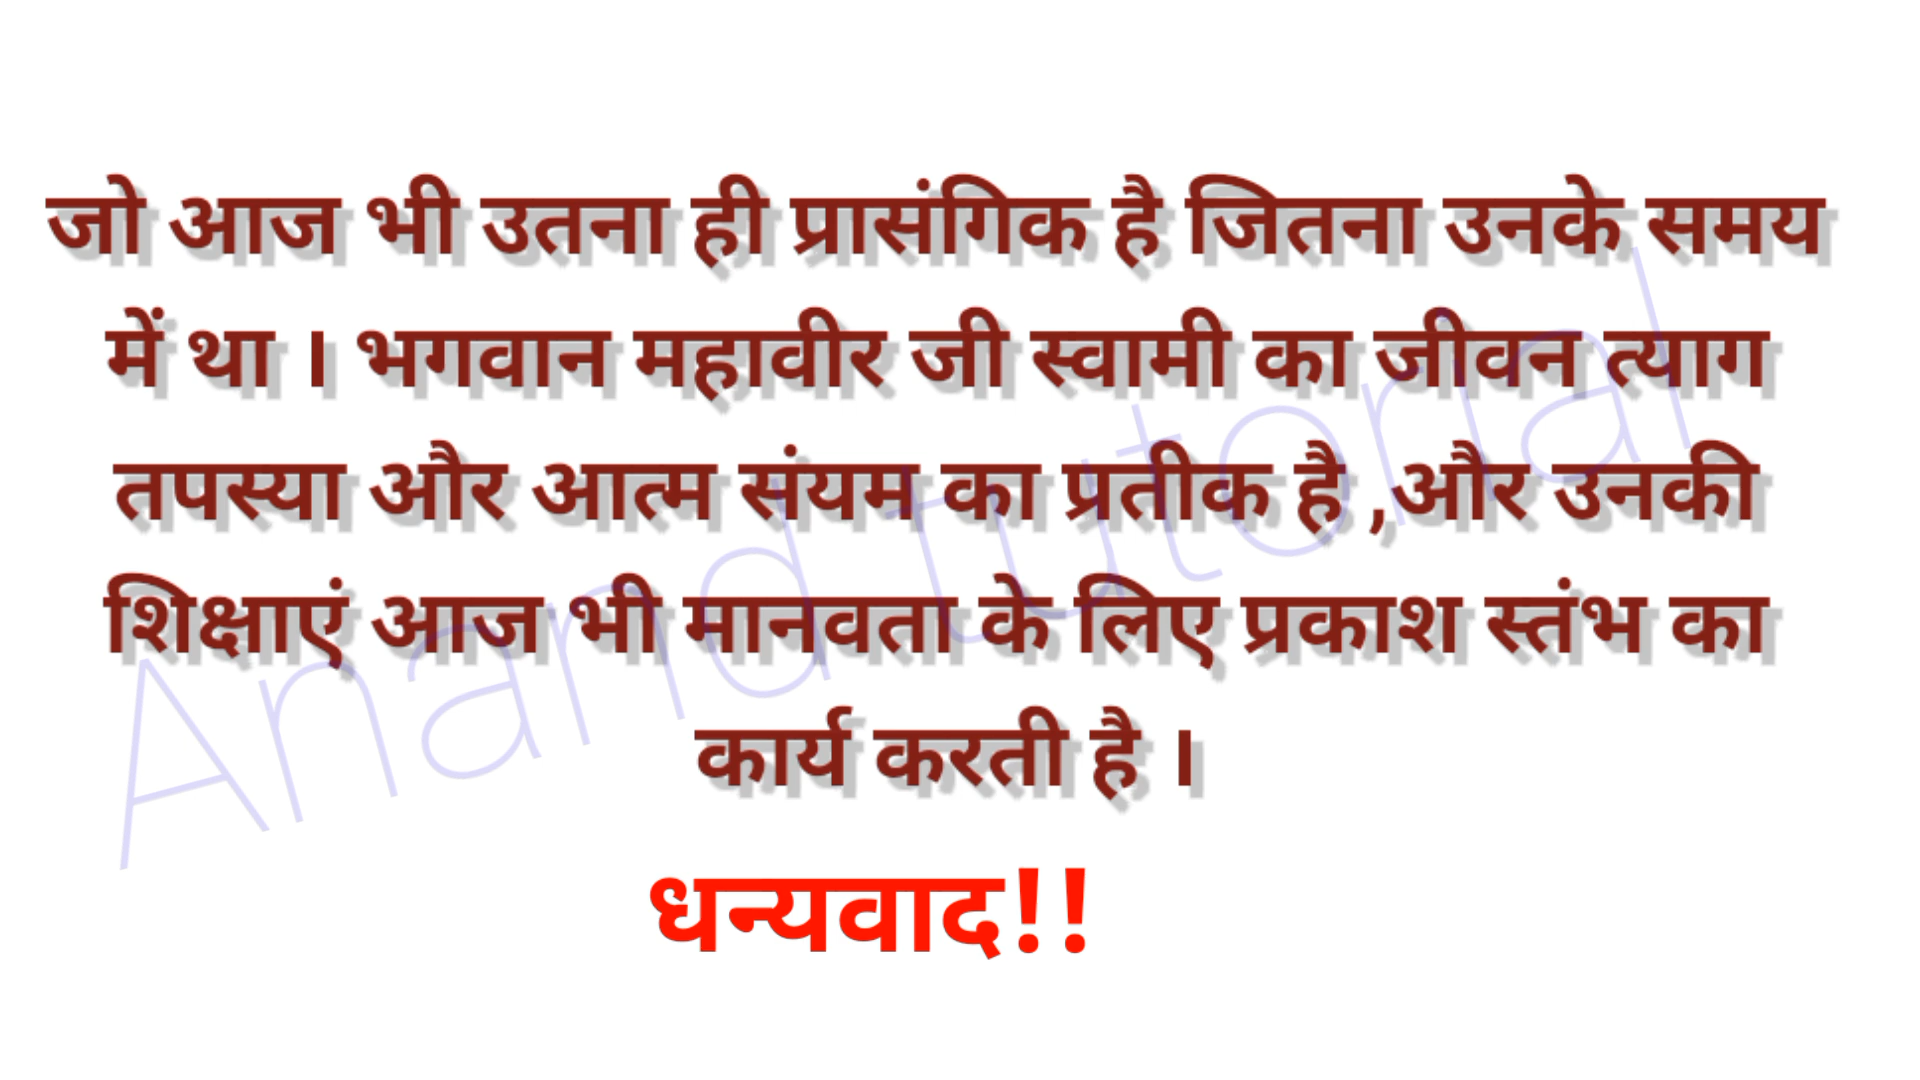 जो आज भी उतना ही प्रासंगिक है जितना उनके समय
में था । भगवान महावीर जी स्वामी का जीवन त्याग
तपस्या और आत्म संयम का प्रतीक है ,और उनकी
शिक्षाएं आज भी मानवता के लिए प्रकाश स्तंभ का
कार्य करती है ।
धन्यवाद!!
Anand tutorial